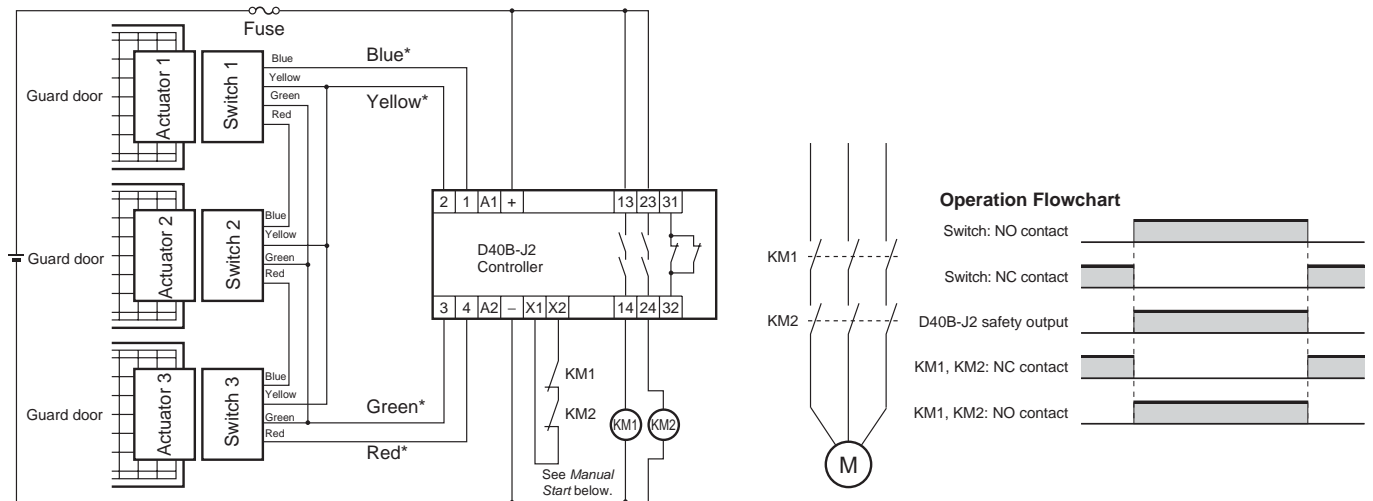 Fuse
Guard door
Actuator 1
Switch 1
Blue
Yellow
Green
Red
Blue*
Yellow*
Guard door
Actuator 2
Switch 2
Blue
Yellow
Green
Red
Guard door
Actuator 3
Switch 3
Blue
Yellow
Green
Red
Green*
Red*
2 1 A1 + 13 23 31
D40B-J2
Controller
3 4 A2 – X1 X2 14 24 32
KM1
KM2
KM1 KM2
See Manual
Start below.
KM1
KM2
M
Operation Flowchart
Switch: NO contact
Switch: NC contact
D40B-J2 safety output
KM1, KM2: NC contact
KM1, KM2: NO contact